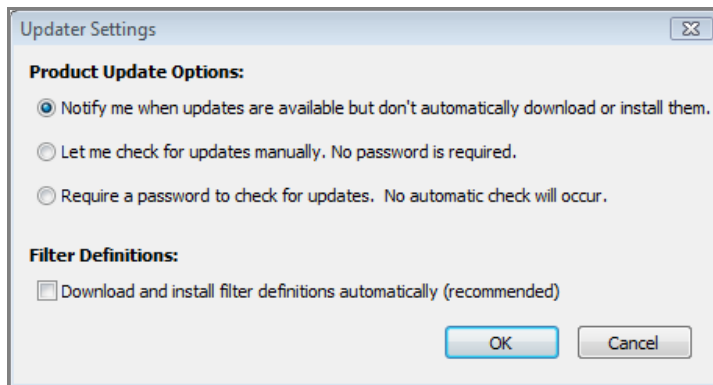 Updater Settings
Product Update Options:
Notify me when updates are available but don't automatically download or install them.
Let me check for updates manually. No password is required.
Require a password to check for updates.  No automatic check will occur.
Filter Definitions:
Download and install filter definitions automatically (recommended)
OK Cancel